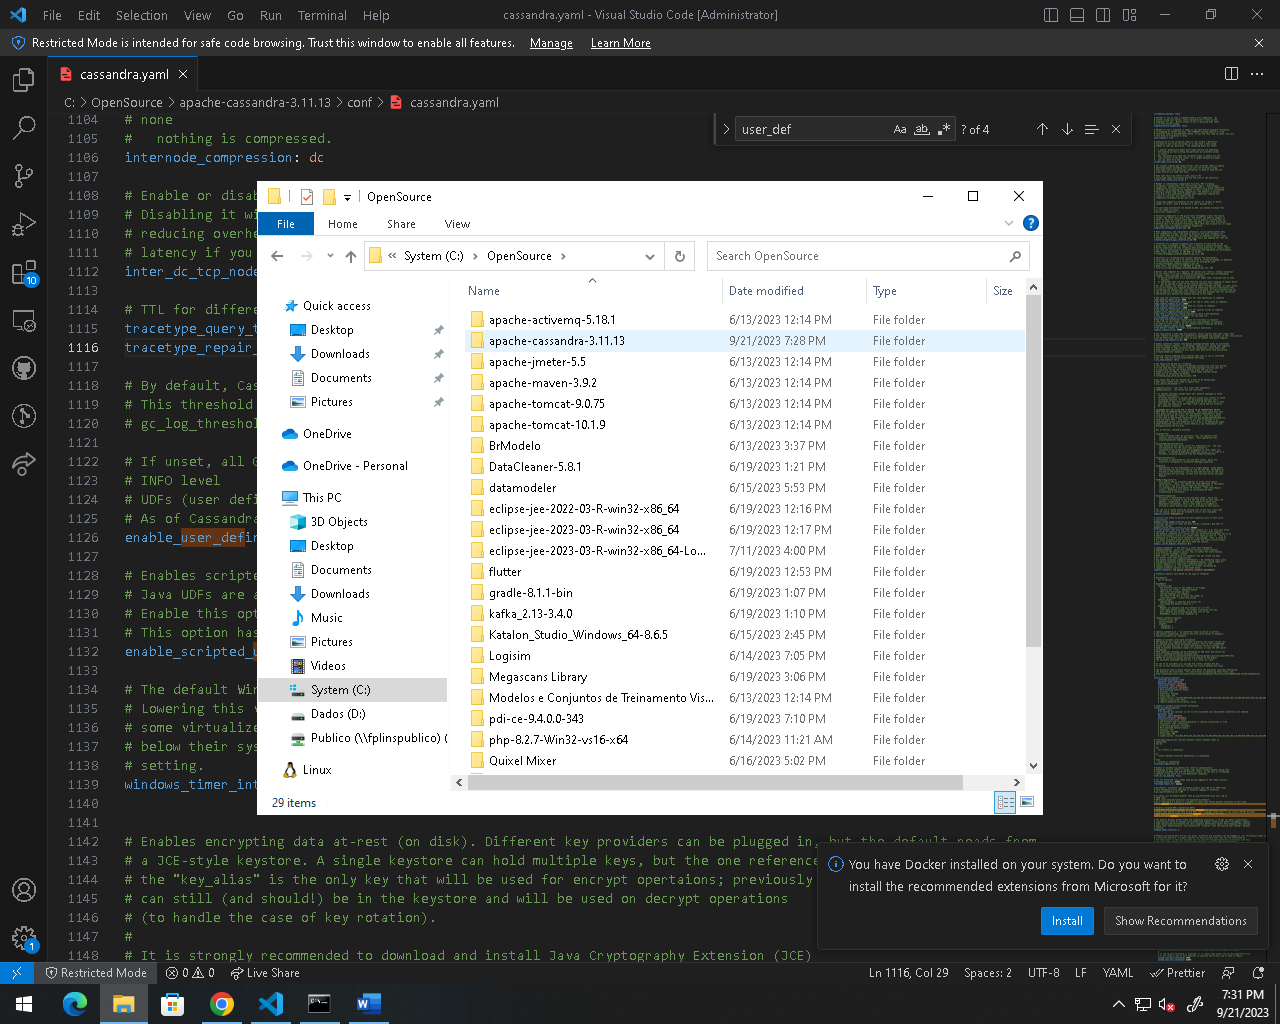 File Edit Selection View Go Run Terminal Help
cassandra.yaml - Visual Studio Code [Administrator]
Restricted Mode is intended for safe code browsing. Trust this window to enable all features. Manage Learn More
cassandra.yaml
C: > OpenSource > apache-cassandra-3.11.13 > conf > cassandra.yaml
user_def
Aa ab ? of 4
1104 # none
1105 #   nothing is compressed.
1106 internode_compression: dc
1107
1108 # Enable or disab
1109 # Disabling it wi
1110 # reducing overhe
1111 # latency if you
1112 inter_dc_tcp_node
1113
1114 # TTL for differe
1115 tracetype_query_t
1116 tracetype_repair_
1117
1118 # By default, Cas
1119 # This threshold
1120 # gc_log_threshol
1121
1122 # If unset, all G
1123 # INFO level
1124 # UDFs (user defi
1125 # As of Cassandra
1126 enable_user_defin
1127
1128 # Enables scripte
1129 # Java UDFs are a
1130 # Enable this opt
1131 # This option has
1132 enable_scripted_u
1133
1134 # The default Win
1135 # Lowering this v
1136 # some virtualize
1137 # below their sys
1138 # setting.
1139 windows_timer_int
1140
1141
1142 # Enables encrypting data at-rest (on disk). Different key providers can be plugged in, but the default reads from
1143 # a JCE-style keystore. A single keystore can hold multiple keys, but the one reference
1144 # the "key_alias" is the only key that will be used for encrypt opertaions; previously
1145 # can still (and should!) be in the keystore and will be used on decrypt operations
1146 # (to handle the case of key rotation).
1147 #
1148 # It is strongly recommended to download and install Java Cryptography Extension (JCE)
OpenSource
File Home Share View
« System (C:) > OpenSource >
Search OpenSource
Quick access
Desktop
Downloads
Documents
Pictures
OneDrive
OneDrive - Personal
This PC
3D Objects
Desktop
Documents
Downloads
Music
Pictures
Videos
System (C:)
Dados (D:)
Publico (\\fplinspublico) (
Linux
Name Date modified Type Size
apache-activemq-5.18.1 6/13/2023 12:14 PM File folder
apache-cassandra-3.11.13 9/21/2023 7:28 PM File folder
apache-jmeter-5.5 6/13/2023 12:14 PM File folder
apache-maven-3.9.2 6/13/2023 12:14 PM File folder
apache-tomcat-9.0.75 6/13/2023 12:14 PM File folder
apache-tomcat-10.1.9 6/13/2023 12:14 PM File folder
BrModelo 6/13/2023 3:37 PM File folder
DataCleaner-5.8.1 6/19/2023 1:21 PM File folder
datamodeler 6/15/2023 5:53 PM File folder
eclipse-jee-2022-03-R-win32-x86_64 6/19/2023 12:16 PM File folder
eclipse-jee-2023-03-R-win32-x86_64 6/19/2023 12:17 PM File folder
eclipse-jee-2023-03-R-win32-x86_64-Lo... 7/11/2023 4:00 PM File folder
flutter 6/19/2023 12:53 PM File folder
gradle-8.1.1-bin 6/19/2023 1:07 PM File folder
kafka_2.13-3.4.0 6/19/2023 1:10 PM File folder
Katalon_Studio_Windows_64-8.6.5 6/15/2023 2:45 PM File folder
Logisim 6/14/2023 7:05 PM File folder
Megascans Library 6/19/2023 3:06 PM File folder
Modelos e Conjuntos de Treinamento Vis... 6/13/2023 12:14 PM File folder
pdi-ce-9.4.0.0-343 6/19/2023 7:10 PM File folder
php-8.2.7-Win32-vs16-x64 6/14/2023 11:21 AM File folder
Quixel Mixer 6/16/2023 5:02 PM File folder
29 items
You have Docker installed on your system. Do you want to
install the recommended extensions from Microsoft for it?
Install Show Recommendations
10
1
Restricted Mode 0 0 Live Share
Ln 1116, Col 29 Spaces: 2 UTF-8 LF YAML Prettier
7:31 PM
9/21/2023